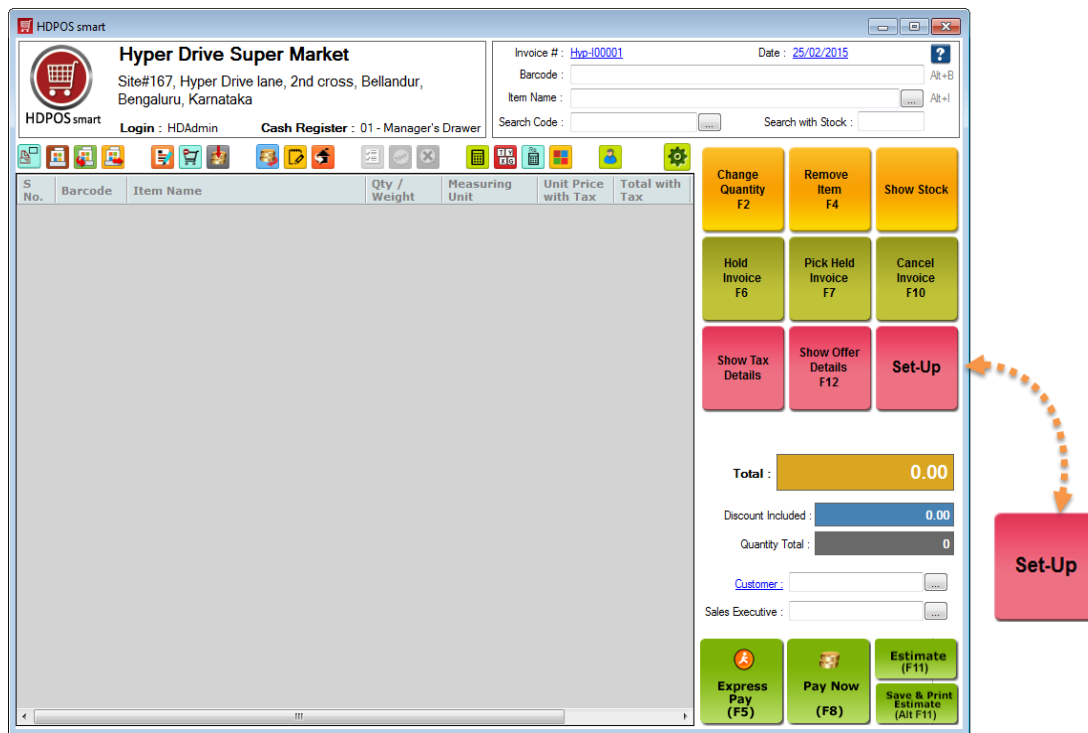 HDPOS smart
Hyper Drive Super Market
Site#167, Hyper Drive lane, 2nd cross, Bellandur,
Bengaluru, Karnataka
HDPOS smart
Login : HDAdmin Cash Register : 01 - Manager's Drawer
Invoice # : Hyp-I00001 Date : 25/02/2015 ?
Barcode : Alt+B
Item Name : ... Alt+I
Search Code : ... Search with Stock :
S No. Barcode Item Name Qty / Weight Measuring Unit Unit Price with Tax Total with Tax
Change
Quantity
F2
Remove
Item
F4
Show Stock
Hold
Invoice
F6
Pick Held
Invoice
F7
Cancel
Invoice
F10
Show Tax
Details
Show Offer
Details
F12
Set-Up
Total : 0.00
Discount Included : 0.00
Quantity Total : 0
Customer : ...
Sales Executive : ...
Set-Up
Express
Pay
(F5)
Pay Now
(F8)
Estimate
(F11)
Save & Print
Estimate
(Alt F11)